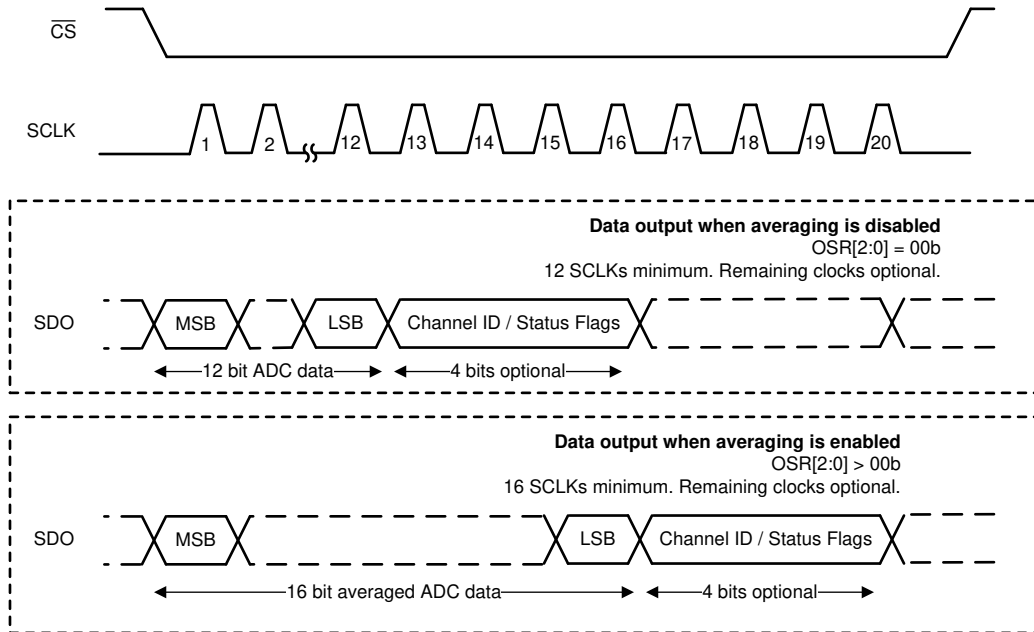 CS
SCLK
1 2 12 13 14 15 16 17 18 19 20
Data output when averaging is disabled
OSR[2:0] = 00b
12 SCLKs minimum. Remaining clocks optional.
SDO MSB LSB Channel ID / Status Flags
12 bit ADC data 4 bits optional
Data output when averaging is enabled
OSR[2:0] > 00b
16 SCLKs minimum. Remaining clocks optional.
SDO MSB LSB Channel ID / Status Flags
16 bit averaged ADC data 4 bits optional